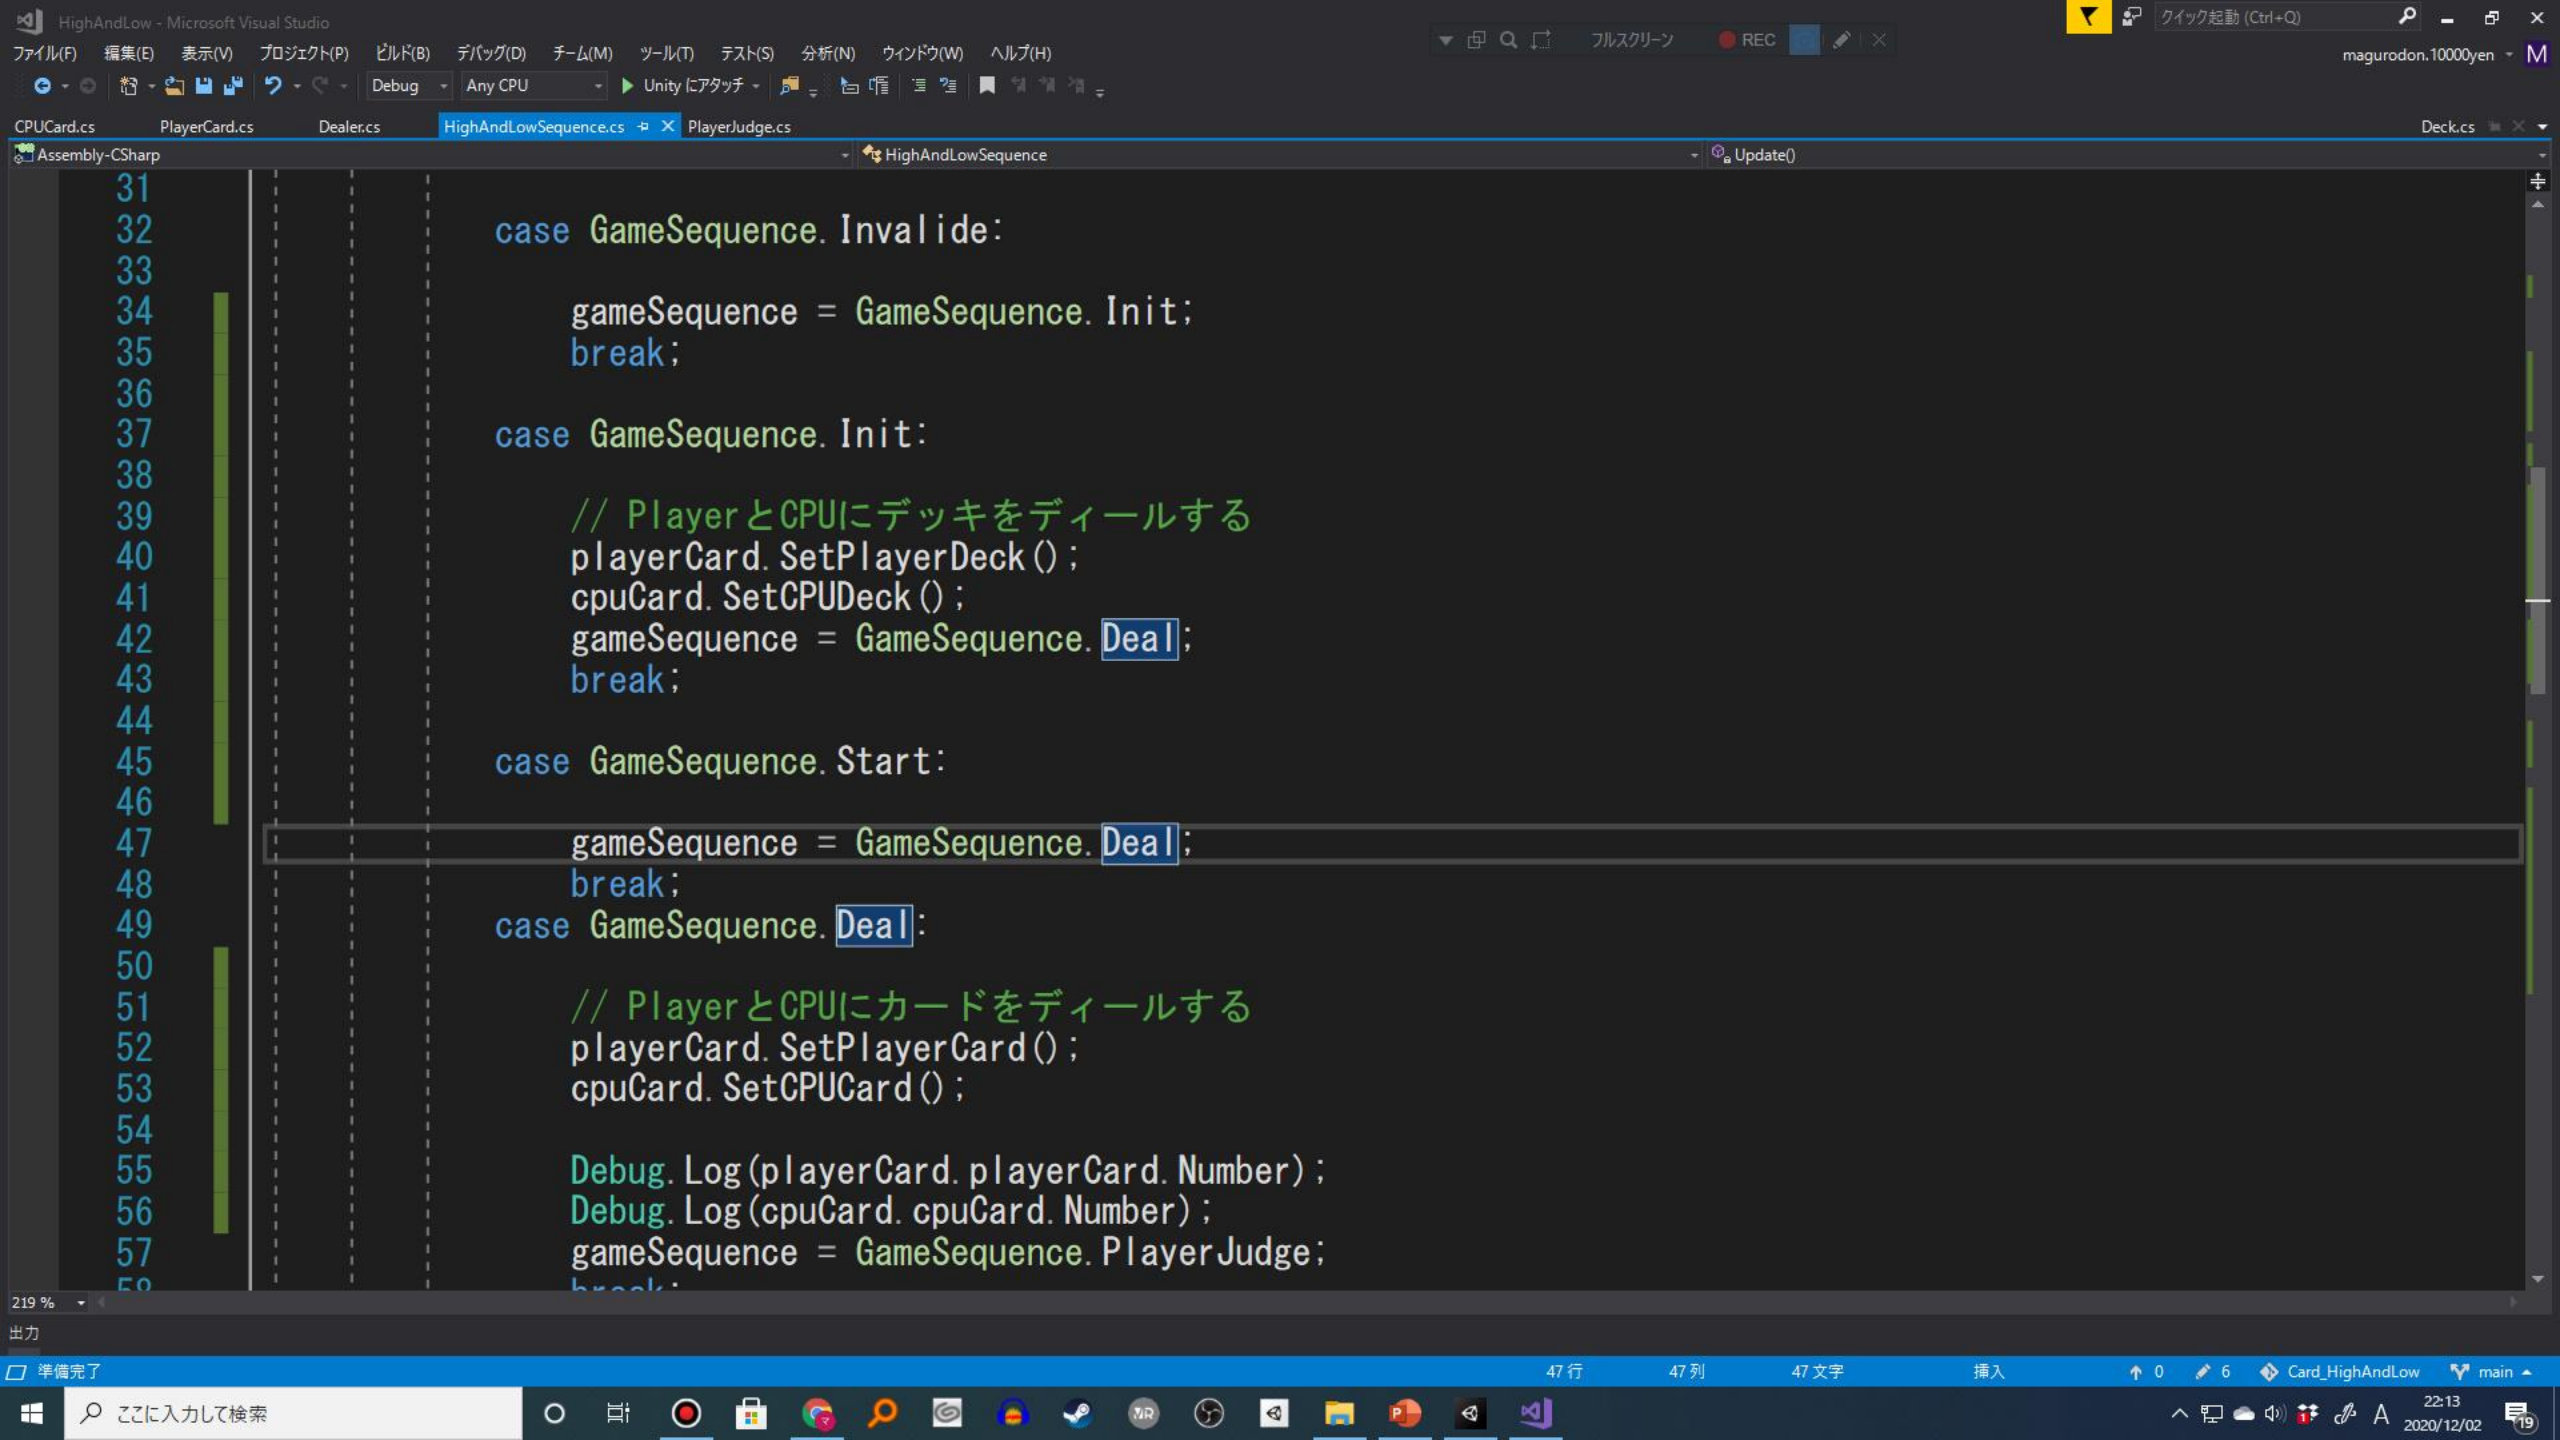 HighAndLow - Microsoft Visual Studio
クイック起動 (Ctrl+Q)
ファイル(F) 編集(E) 表示(V) プロジェクト(P) ビルド(B) デバッグ(D) チーム(M) ツール(T) テスト(S) 分析(N) ウィンドウ(W) ヘルプ(H)
フルスクリーン REC
magurodon.10000yen M
Debug Any CPU Unity にアタッチ
CPUCard.cs PlayerCard.cs Dealer.cs HighAndLowSequence.cs PlayerJudge.cs Deck.cs
Assembly-CSharp HighAndLowSequence Update()
31
32 case GameSequence.Invalide:
33
34 gameSequence = GameSequence.Init;
35 break;
36
37 case GameSequence.Init:
38
39 // PlayerとCPUにデッキをディールする
40 playerCard.SetPlayerDeck();
41 cpuCard.SetCPUDeck();
42 gameSequence = GameSequence.Deal;
43 break;
44
45 case GameSequence.Start:
46
47 gameSequence = GameSequence.Deal;
48 break;
49 case GameSequence.Deal:
50
51 // PlayerとCPUにカードをディールする
52 playerCard.SetPlayerCard();
53 cpuCard.SetCPUCard();
54
55 Debug.Log(playerCard.playerCard.Number);
56 Debug.Log(cpuCard.cpuCard.Number);
57 gameSequence = GameSequence.PlayerJudge;
58 break;
219 %
出力
準備完了 47 行 47 列 47 文字 挿入 0 6 Card_HighAndLow main
ここに入力して検索 A 22:13
2020/12/02 19